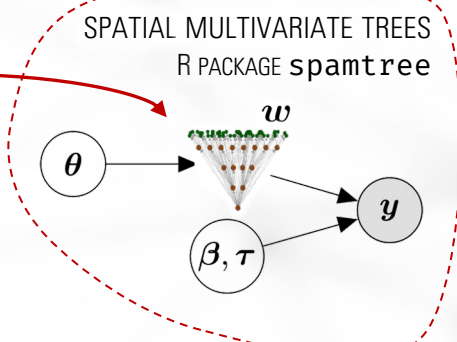 SPATIAL MULTIVARIATE TREES
R PACKAGE spamtree
w
θ
y
β, τ